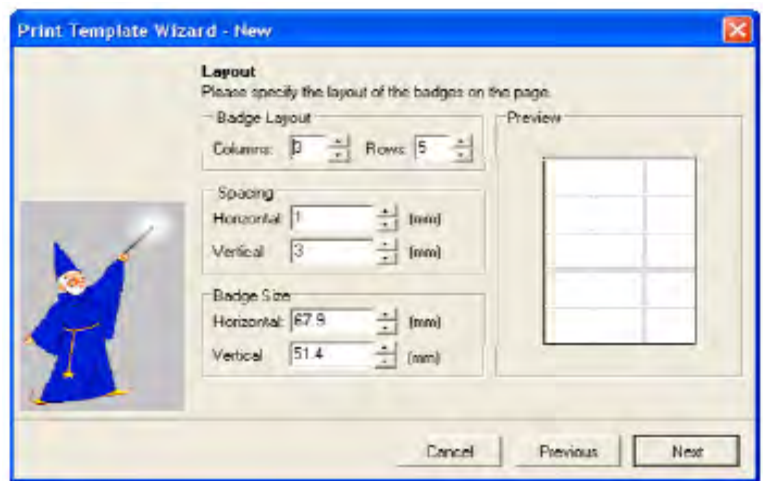 Print Template Wizard - New
Layout
Please specify the layout of the badges on the page.
Badge Layout
Columns: 3 Rows: 5
Preview
Spacing
Horizontal: 1 (mm)
Vertical 3 (mm)
Badge Size
Horizontal: 67.9 (mm)
Vertical 51.4 (mm)
Cancel Previous Next